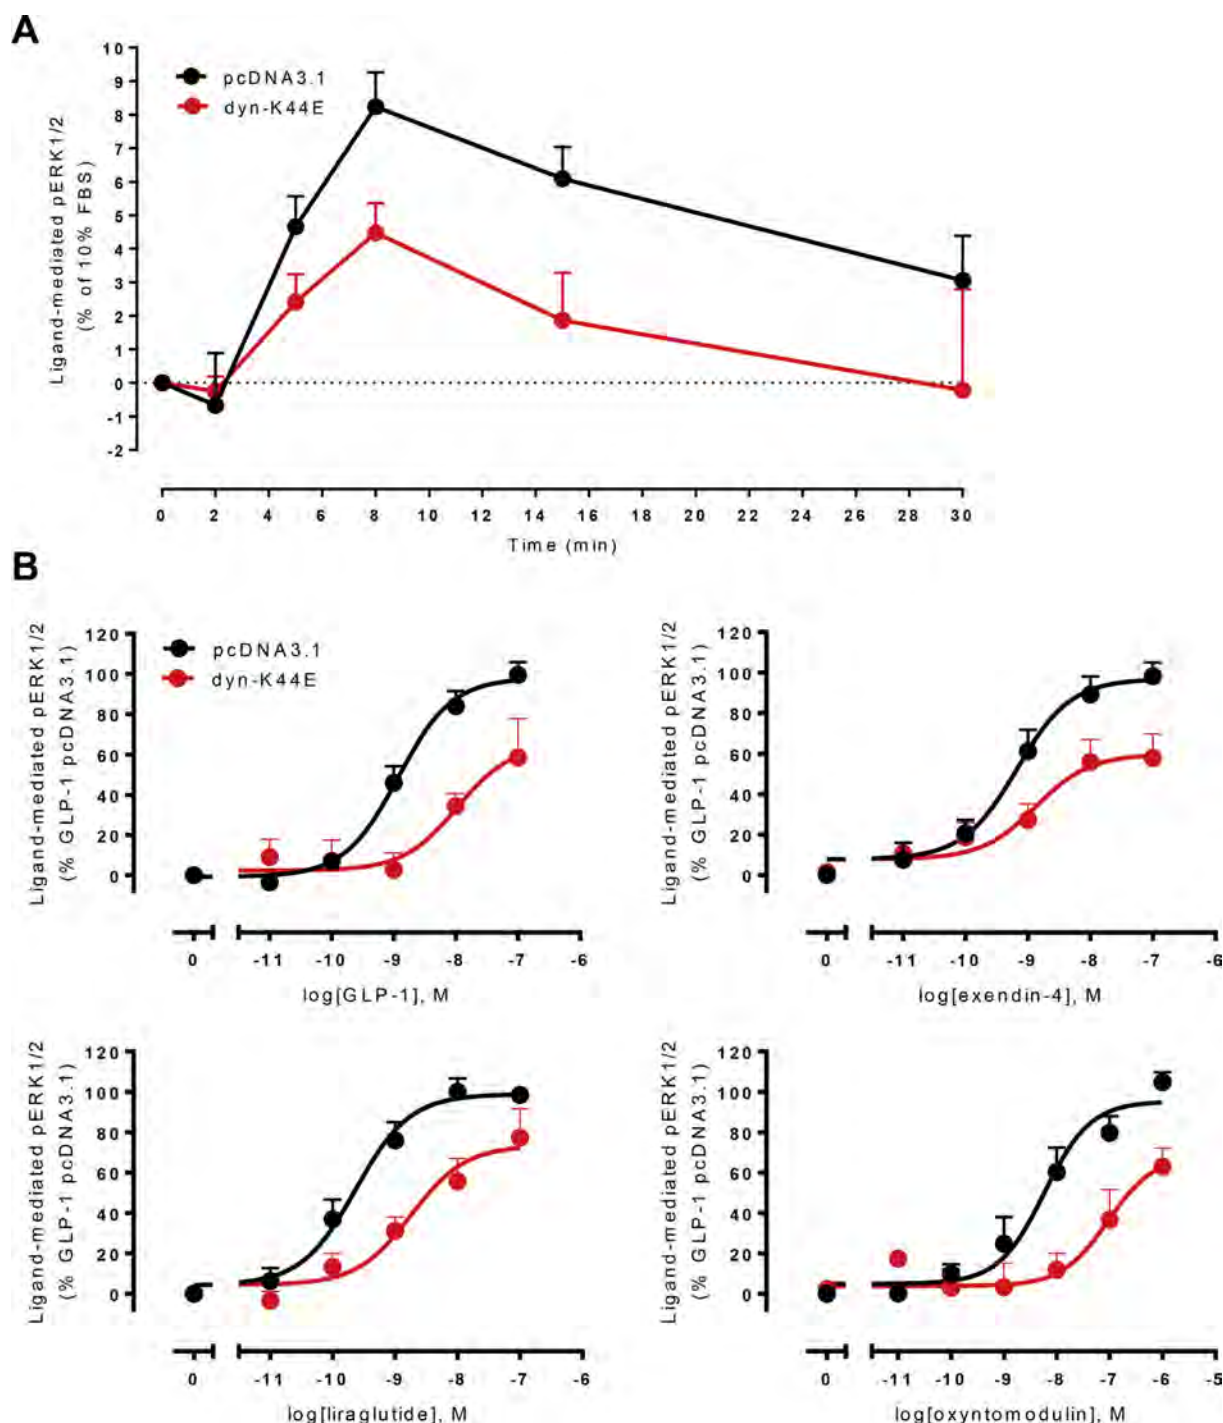 A
Ligand-mediated pERK1/2
(% of 10% FBS)
10
9
8
7
6
5
4
3
2
1
0
-1
-2
pcDNA3.1
dyn-K44E
0 2 4 6 8 10 12 14 16 18 20 22 24 26 28 30
Time (min)
B
Ligand-mediated pERK1/2
(% GLP-1 pcDNA3.1)
120
100
80
60
40
20
0
pcDNA3.1
dyn-K44E
0 -11 -10 -9 -8 -7 -6
log[GLP-1], M
Ligand-mediated pERK1/2
(% GLP-1 pcDNA3.1)
120
100
80
60
40
20
0
0 -11 -10 -9 -8 -7 -6
log[exendin-4], M
Ligand-mediated pERK1/2
(% GLP-1 pcDNA3.1)
120
100
80
60
40
20
0
0 -11 -10 -9 -8 -7 -6
log[liraglutide], M
Ligand-mediated pERK1/2
(% GLP-1 pcDNA3.1)
120
100
80
60
40
20
0
0 -11 -10 -9 -8 -7 -6 -5
log[oxyntomodulin], M